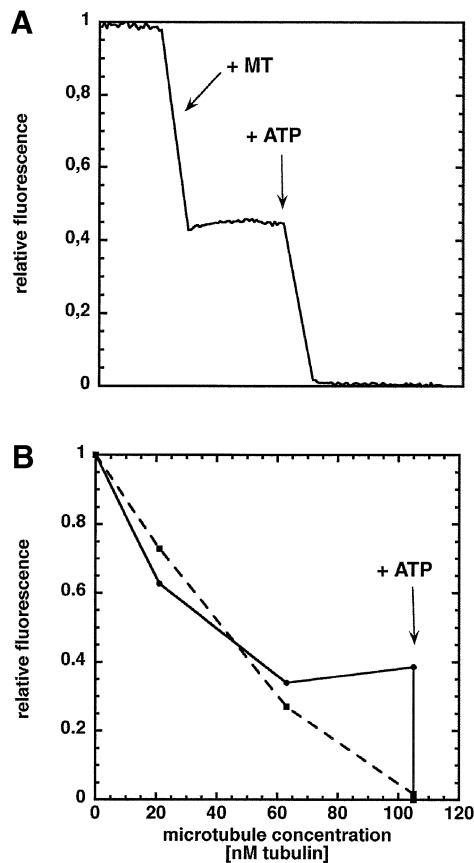 A
1
0,8
0,6
0,4
0,2
0
relative fluorescence
+ MT
+ ATP
B
1
0.8
0.6
0.4
0.2
0
relative fluorescence
+ ATP
0 20 40 60 80 100 120
microtubule concentration
[nM tubulin]